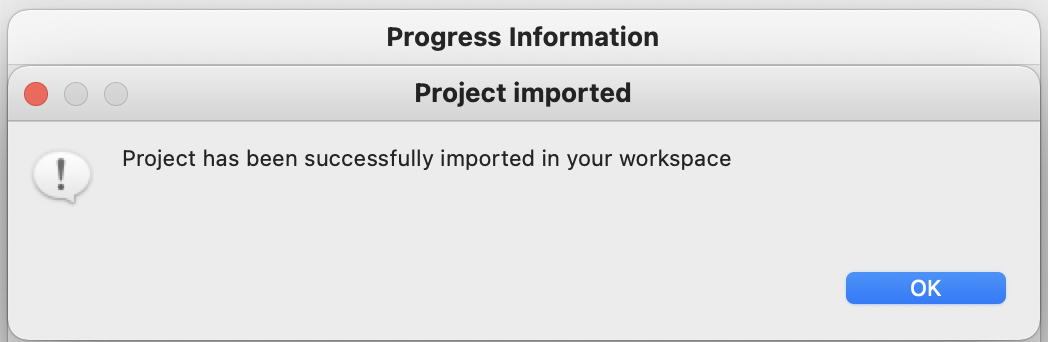 Progress Information
Project imported
Project has been successfully imported in your workspace
OK